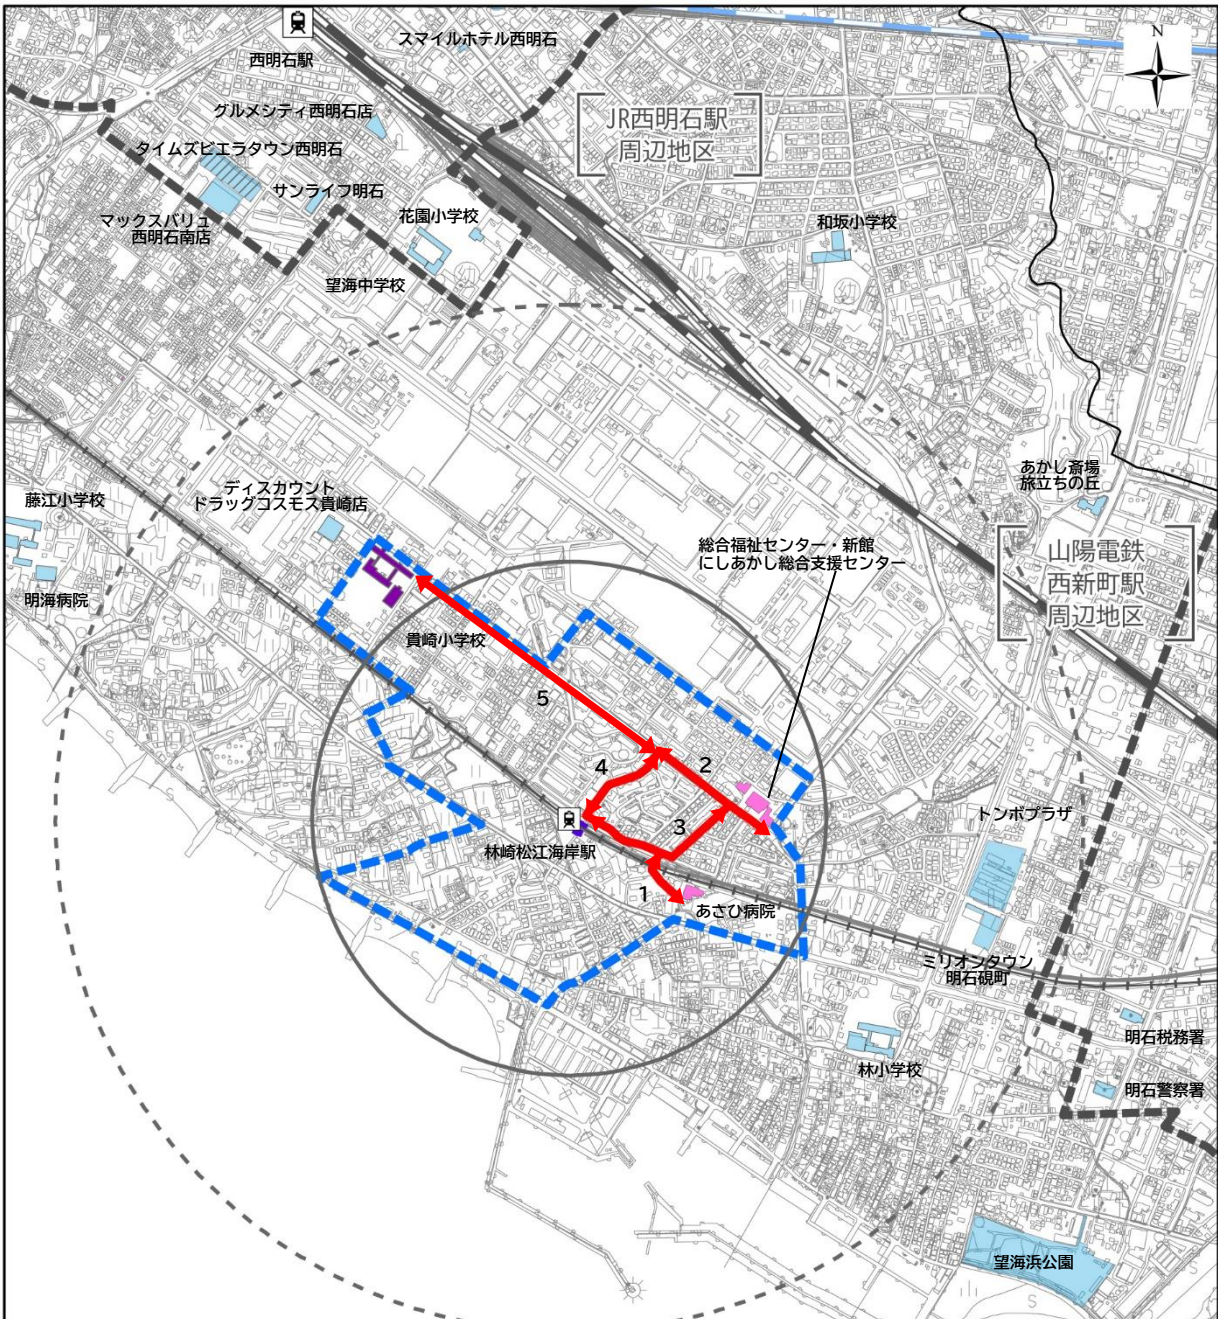 スマイルホテル西明石
N
西明石駅
グルメシティ西明石店
JR西明石駅
周辺地区
タイムズビエラタウン西明石
サンライフ明石
マックスバリュ
西明石南店
花園小学校
和坂小学校
望海中学校
あかし斎場
旅立ちの丘
ディスカウント
ドラッグコスモス貴崎店
藤江小学校
総合福祉センター・新館
にしあかし総合支援センター
山陽電鉄
西新町駅
周辺地区
明海病院
貴崎小学校
5
4
2
3
トンボプラザ
林崎松江海岸駅
1
あさひ病院
ミリオンタウン
明石硯町
明石税務署
林小学校
明石警察署
望海浜公園
S
S
S
S
S